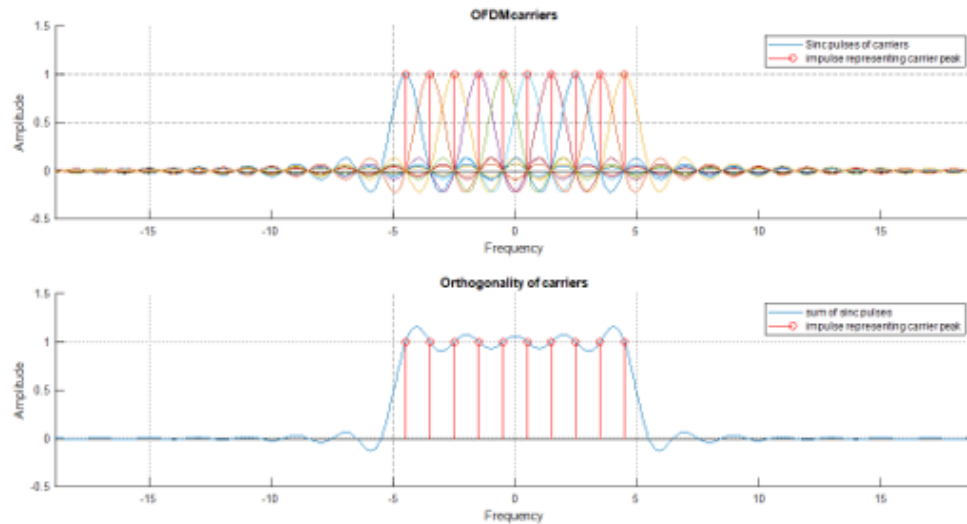 OFDM carriers
1.5
1
0.5
0
-0.5
Amplitude
Sinc pulses of carriers
impulse representing carrier peak
-15 -10 -5 0 5 10 15
Frequency
Orthogonality of carriers
1.5
1
0.5
0
-0.5
Amplitude
sum of sinc pulses
impulse representing carrier peak
-15 -10 -5 0 5 10 15
Frequency